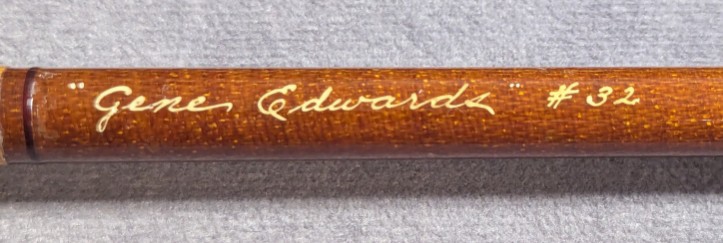 "Gene Edwards" # 32